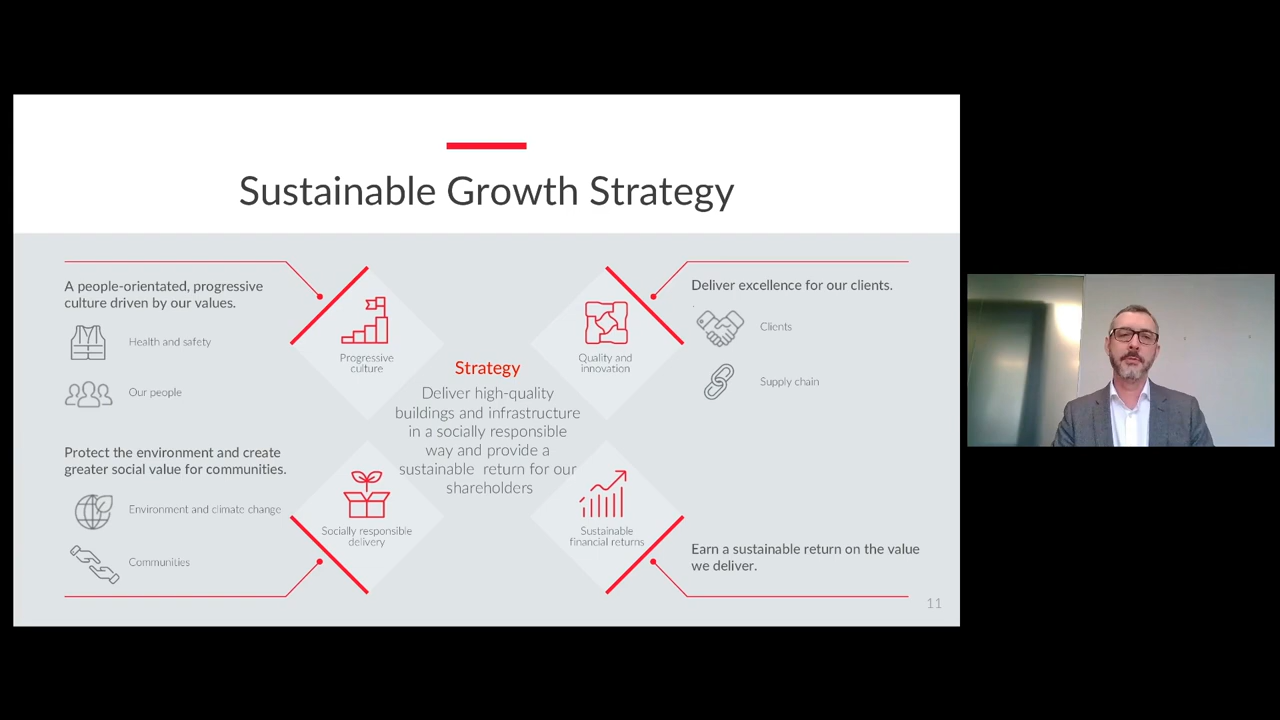 Sustainable Growth Strategy
A people-orientated, progressive
culture driven by our values.
Health and safety
Our people
Progressive
culture
Quality and
innovation
Deliver excellence for our clients.
Clients
Supply chain
Strategy
Deliver high-quality
buildings and infrastructure
in a socially responsible
way and provide a
sustainable return for our
shareholders
Protect the environment and create
greater social value for communities.
Environment and climate change
Communities
Socially responsible
delivery
Sustainable
financial returns
Earn a sustainable return on the value
we deliver.
11